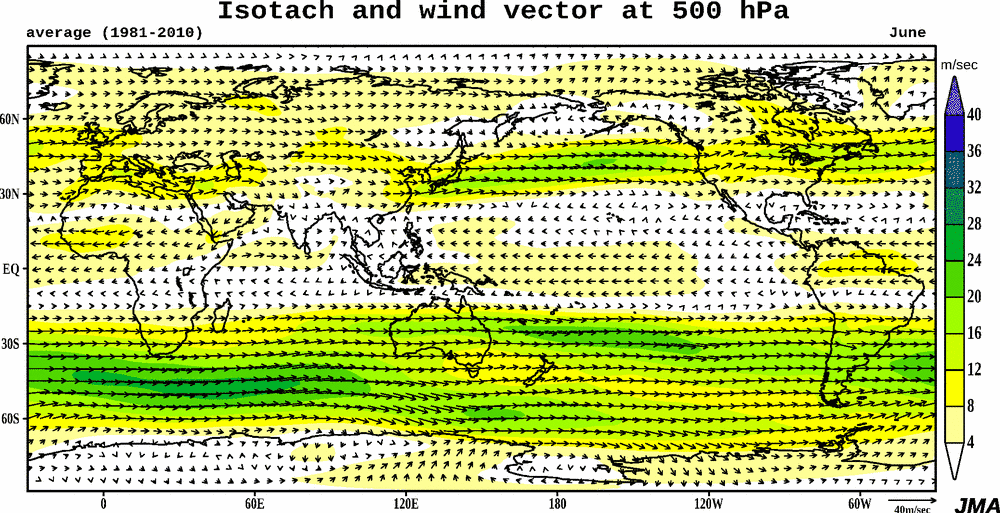 Isotach and wind vector at 500 hPa
average (1981-2010)
June
m/sec
40
36
32
28
24
20
16
12
8
4
60N
30N
EQ
30S
60S
0
60E
120E
180
120W
60W
40m/sec
JMA